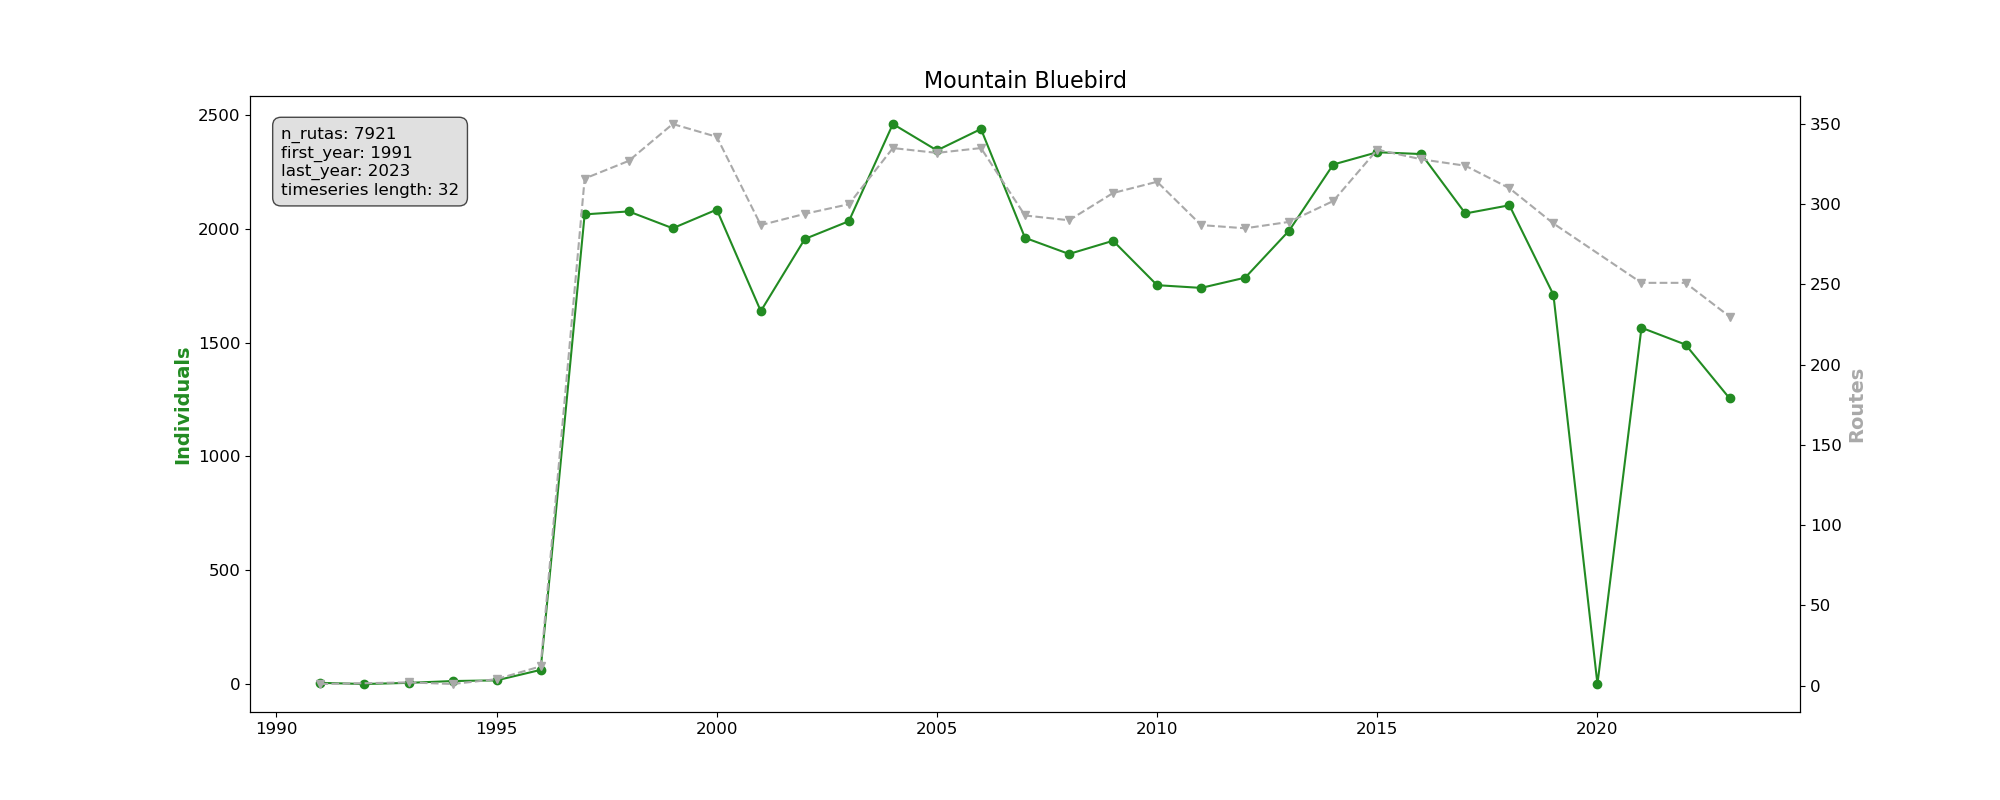 Mountain Bluebird
n_rutas: 7921
first_year: 1991
last_year: 2023
timeseries length: 32
Individuals
2500
2000
1500
1000
500
0
350
300
250
200
150
100
50
0
Routes
1990 1995 2000 2005 2010 2015 2020